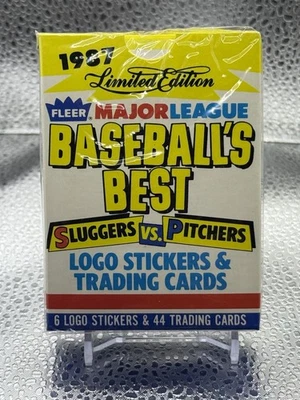 1987
Limited Edition
FLEER MAJOR LEAGUE
BASEBALL'S
BEST
SLUGGERS VS. PITCHERS
LOGO STICKERS &
TRADING CARDS
6 LOGO STICKERS & 44 TRADING CARDS